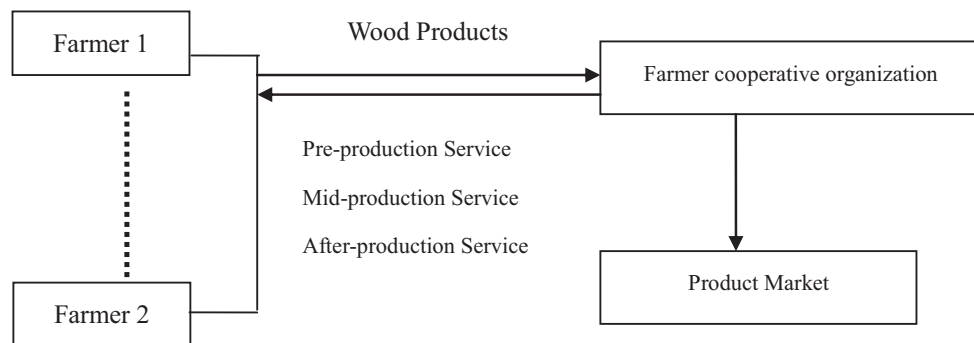 Farmer 1
Wood Products
Farmer cooperative organization
Pre-production Service
Mid-production Service
After-production Service
Product Market
Farmer 2